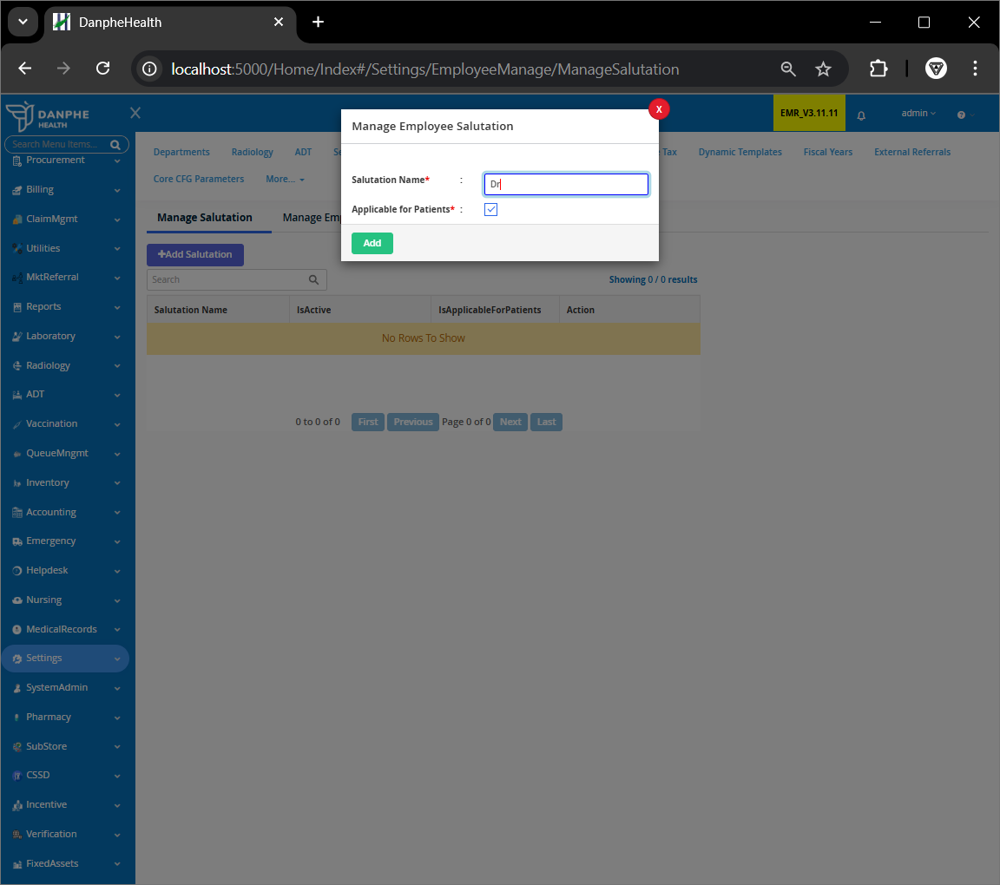 DanpheHealth
localhost:5000/Home/Index#/Settings/EmployeeManage/ManageSalutation
DANPHE
HEALTH
EMR_V3.11.11
admin
Search Menu Items...
Procurement
Billing
ClaimMgmt
Utilities
MktReferral
Reports
Laboratory
Radiology
ADT
Vaccination
QueueMngmt
Inventory
Accounting
Emergency
Helpdesk
Nursing
MedicalRecords
Settings
SystemAdmin
Pharmacy
SubStore
CSSD
Incentive
Verification
FixedAssets
Departments Radiology ADT Tax Dynamic Templates Fiscal Years External Referrals
Core CFG Parameters More...
Manage Salutation Manage
Manage Employee Salutation
X
Salutation Name* : Dr
Applicable for Patients* :
Add
+Add Salutation
Search
Showing 0 / 0 results
Salutation Name IsActive IsApplicableForPatients Action
No Rows To Show
0 to 0 of 0 First Previous Page 0 of 0 Next Last